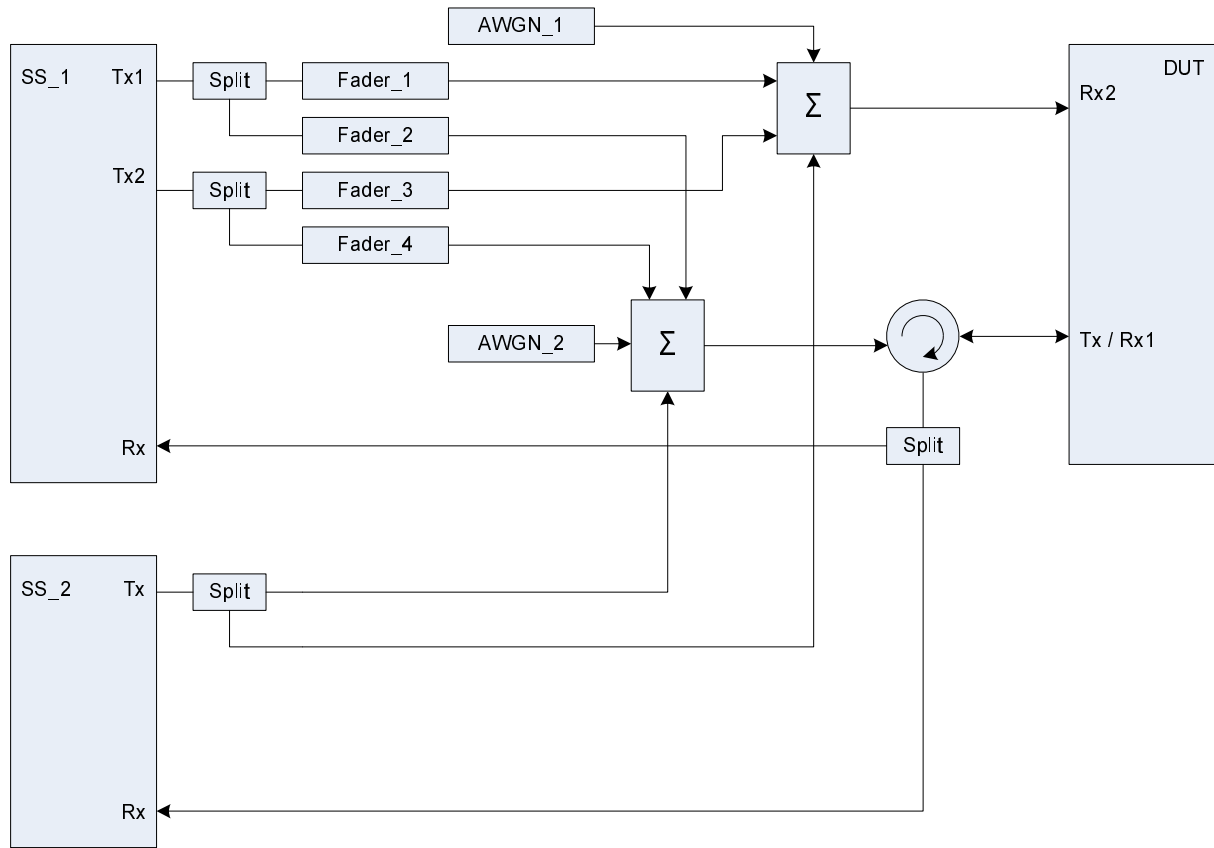 AWGN_1
SS_1
Tx1
Split
Fader_1
Σ
DUT
Rx2
Fader_2
Tx2
Split
Fader_3
Fader_4
AWGN_2
Σ
Tx / Rx1
Rx
Split
SS_2
Tx
Split
Rx